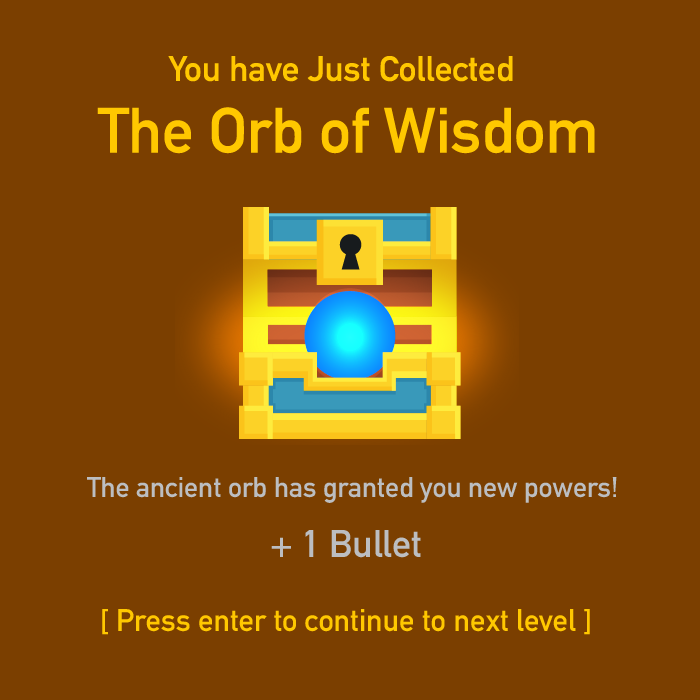 You have Just Collected
The Orb of Wisdom
The ancient orb has granted you new powers!
+ 1 Bullet
[ Press enter to continue to next level ]